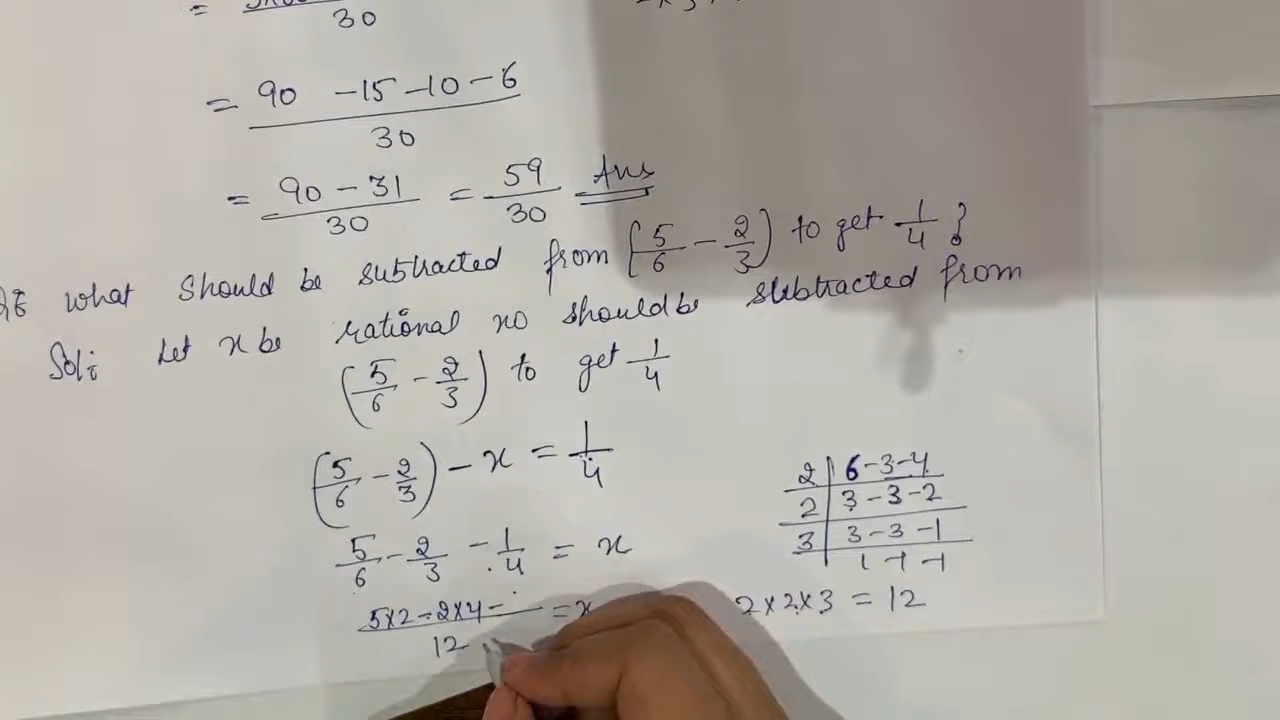 = 30
= 90 -15 -10 -6 / 30
= 90 - 31 / 30 = 59 / 30 Ans
what should be subtracted from (5/6 - 2/3) to get 1/4?
Sol: Let x be rational no should be subtracted from
(5/6 - 2/3) to get 1/4
(5/6 - 2/3) - x = 1/4
5/6 - 2/3 - 1/4 = x
5×2 - 2×4 - / 12 = x
2 | 6 - 3 - 4
2 | 3 - 3 - 2
3 | 3 - 3 - 1
1 - 1 - 1
2 × 2 × 3 = 12